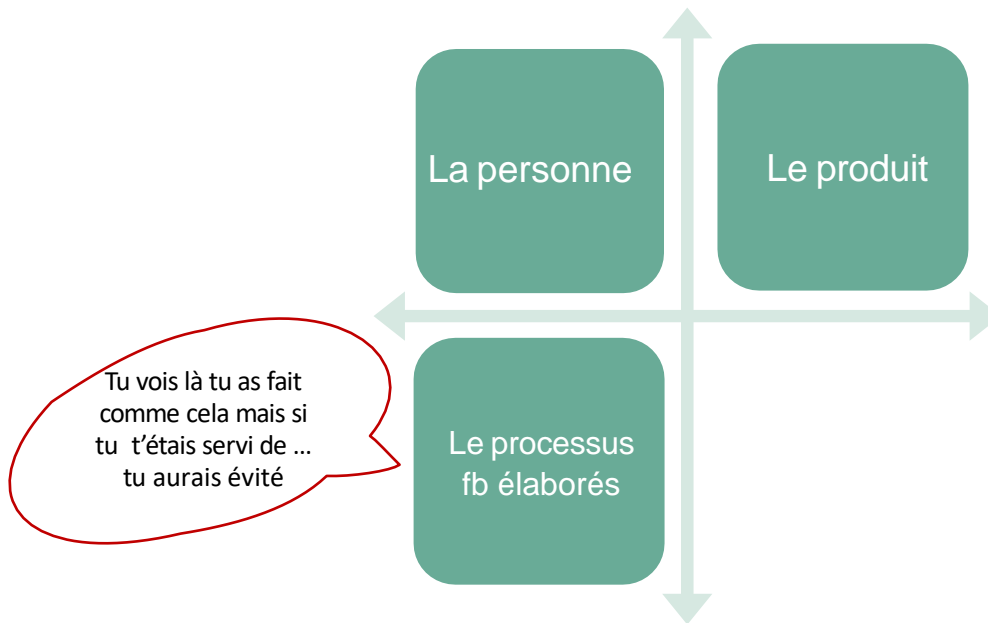 La personne
Le produit
Tu vois là tu as fait
comme cela mais si
tu t'étais servi de ...
tu aurais évité
Le processus
fb élaborés